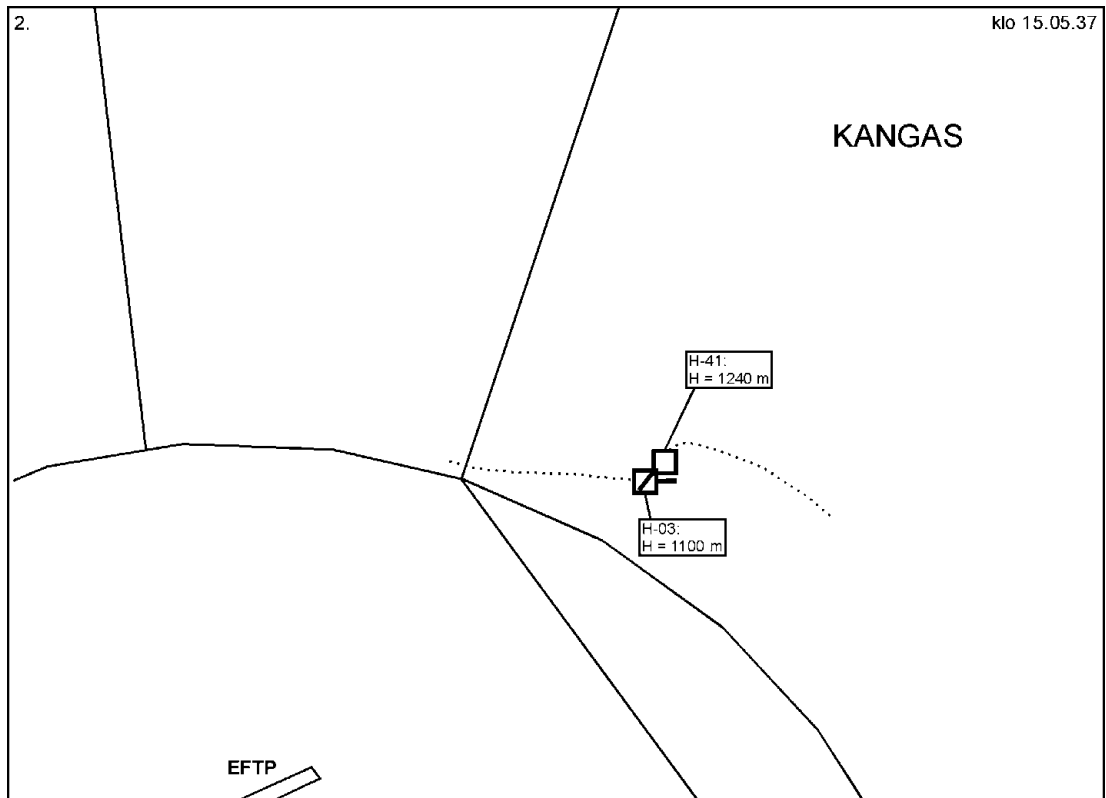 2.
klo 15.05.37
KANGAS
H-41:
H = 1240 m
H-03:
H = 1100 m
EFTP